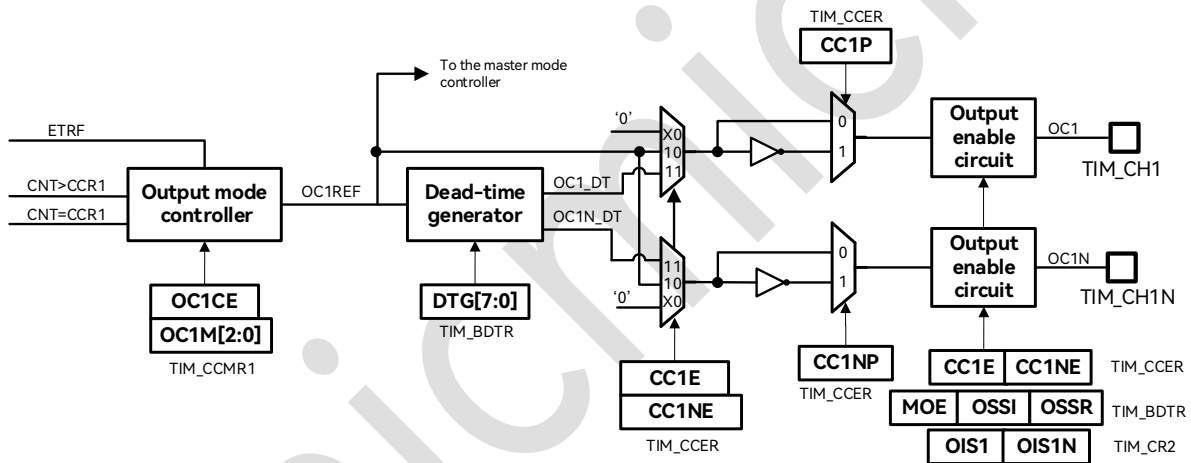 TIM_CCER
CC1P
To the master mode
controller
ETRF
CNT>CCR1
CNT=CCR1
Output mode
controller
OC1REF
Dead-time
generator
OC1_DT
OC1N_DT
'0'
X0
10
11
0
1
Output
enable
circuit
OC1
TIM_CH1
11
10
X0
'0'
0
1
Output
enable
circuit
OC1N
TIM_CH1N
OC1CE
OC1M[2:0]
TIM_CCMR1
DTG[7:0]
TIM_BDTR
CC1E
CC1NE
TIM_CCER
CC1NP
TIM_CCER
CC1E CC1NE TIM_CCER
MOE OSSI OSSR TIM_BDTR
OIS1 OIS1N TIM_CR2